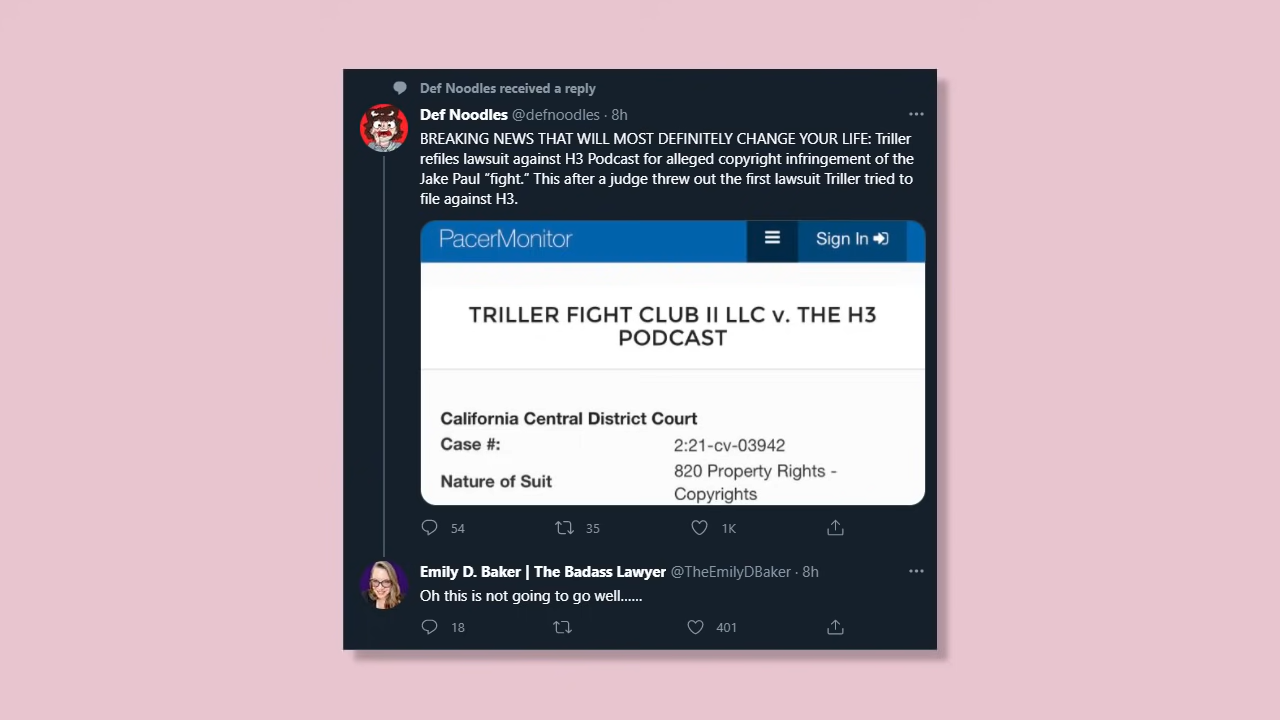 Def Noodles received a reply
Def Noodles @defnoodles · 8h
BREAKING NEWS THAT WILL MOST DEFINITELY CHANGE YOUR LIFE: Triller
refiles lawsuit against H3 Podcast for alleged copyright infringement of the
Jake Paul “fight.” This after a judge threw out the first lawsuit Triller tried to
file against H3.
PacerMonitor
Sign In
TRILLER FIGHT CLUB II LLC v. THE H3
PODCAST
California Central District Court
Case #: 2:21-cv-03942
Nature of Suit 820 Property Rights -
Copyrights
54 35 1K
Emily D. Baker | The Badass Lawyer @TheEmilyDBaker · 8h
Oh this is not going to go well......
18 401